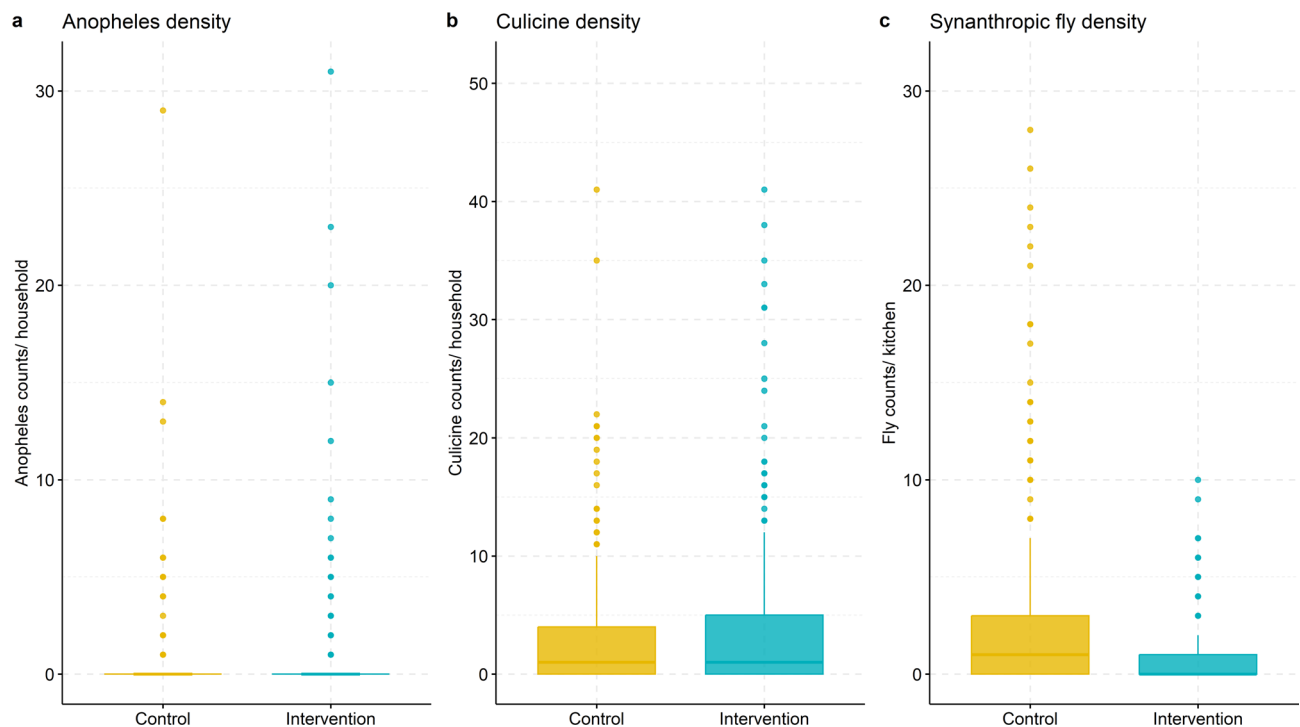 a Anopheles density
Anopheles counts/ household
30
20
10
0
Control Intervention
b Culicine density
Culicine counts/ household
50
40
30
20
10
0
Control Intervention
c Synanthropic fly density
Fly counts/ kitchen
30
20
10
0
Control Intervention